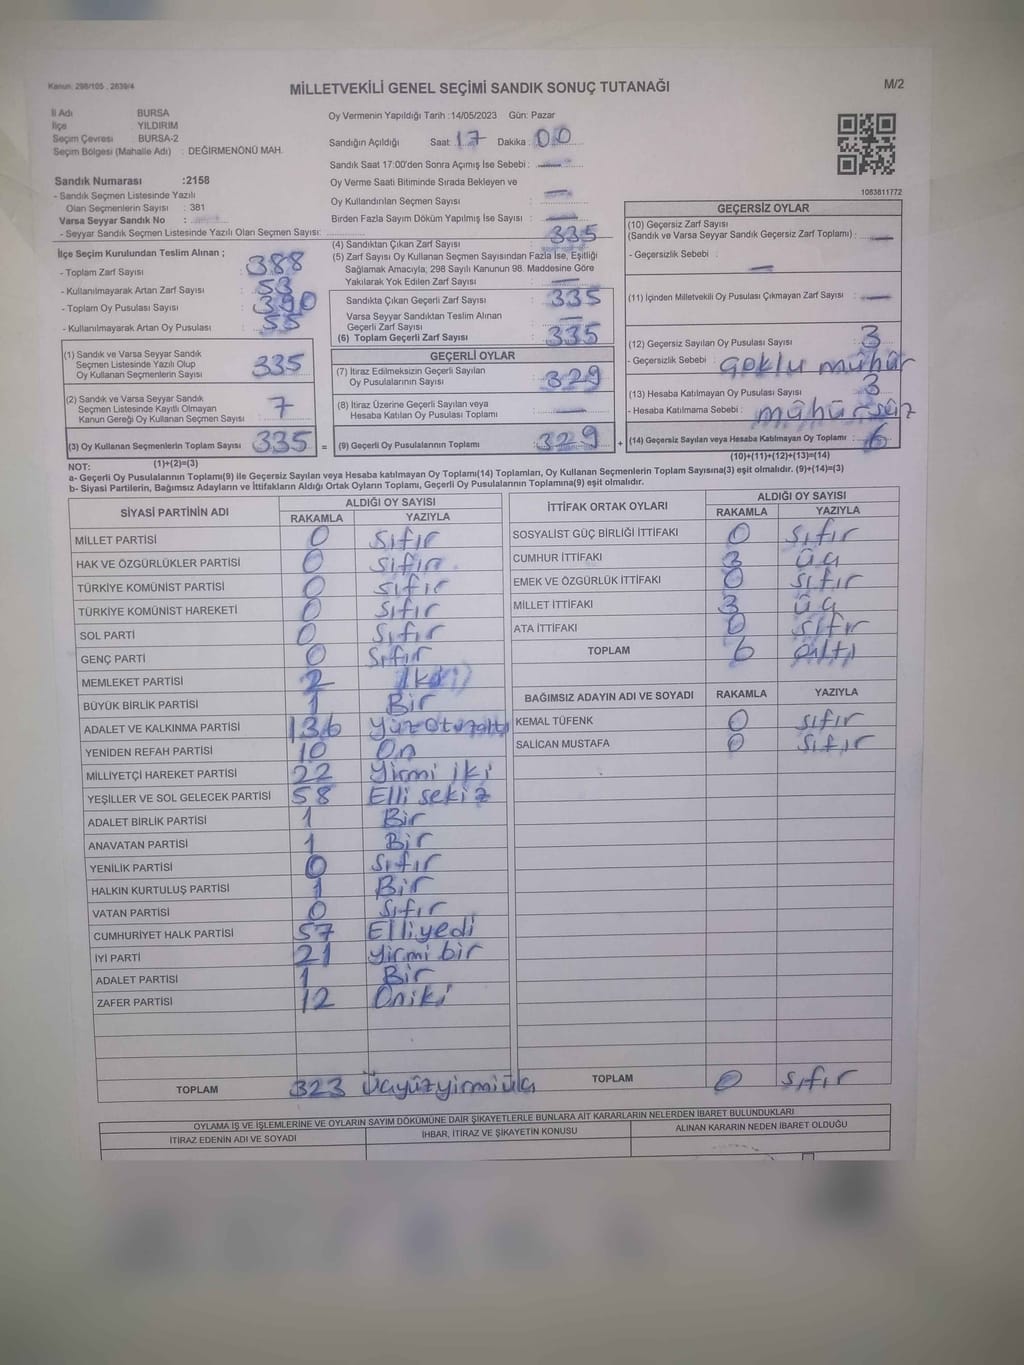 Kanun: 298/105 , 2839/4
MİLLETVEKİLİ GENEL SEÇİMİ SANDIK SONUÇ TUTANAĞI
M/2
İl Adı : BURSA
İlçe : YILDIRIM
Seçim Çevresi : BURSA-2
Seçim Bölgesi (Mahalle Adı) : DEĞİRMENÖNÜ MAH.
Sandık Numarası :2158
- Sandık Seçmen Listesinde Yazılı
Olan Seçmenlerin Sayısı : 381
Varsa Seyyar Sandık No :
- Seyyar Sandık Seçmen Listesinde Yazılı Olan Seçmen Sayısı:
Oy Vermenin Yapıldığı Tarih :14/05/2023 Gün: Pazar
Sandığın Açıldığı Saat: 17 Dakika: 00
Sandık Saat 17:00'den Sonra Açımış İse Sebebi : —
Oy Verme Saati Bitiminde Sırada Bekleyen ve
Oy Kullandırılan Seçmen Sayısı : —
Birden Fazla Sayım Döküm Yapılmış İse Sayısı : —
1083811772
İlçe Seçim Kurulundan Teslim Alınan ;
- Toplam Zarf Sayısı : 388
- Kullanılmayarak Artan Zarf Sayısı : 53
- Toplam Oy Pusulası : 390
- Kullanılmayarak Artan Oy Pusulası : 55
(4) Sandıktan Çıkan Zarf Sayısı : 335
(5) Zarf Sayısı Oy Kullanan Seçmen Sayısından Fazla İse, Eşitliği
Sağlamak Amacıyla, 298 Sayılı Kanunun 98. Maddesine Göre
Yakılarak Yok Edilen Zarf Sayısı : —
Sandıkta Çıkan Geçerli Zarf Sayısı : 335
Varsa Seyyar Sandıktan Teslim Alınan
Geçerli Zarf Sayısı : —
(6) Toplam Geçerli Zarf Sayısı : 335
GEÇERSİZ OYLAR
(10) Geçersiz Zarf Sayısı
(Sandık ve Varsa Seyyar Sandık Geçersiz Zarf Toplamı) : —
- Geçersizlik Sebebi : —
(11) İçinden Milletvekili Oy Pusulası Çıkmayan Zarf Sayısı : —
(12) Geçersiz Sayılan Oy Pusulası Sayısı : 3
- Geçersizlik Sebebi : çoklu mühür
(13) Hesaba Katılmayan Oy Pusulası Sayısı : 3
- Hesaba Katılmama Sebebi : mühürsüz
(14) Geçersiz Sayılan veya Hesaba Katılmayan Oy Toplamı : 6
(1) Sandık ve Varsa Seyyar Sandık
Seçmen Listesinde Yazılı Olup
Oy Kullanan Seçmenlerin Sayısı : 335
(2) Sandık ve Varsa Seyyar Sandık
Seçmen Listesinde Kayıtlı Olmayan
Kanun Gereği Oy Kullanan Seçmen Sayısı : 7
(3) Oy Kullanan Seçmenlerin Toplam Sayısı : 335 =
GEÇERLİ OYLAR
(7) İtiraz Edilmeksizin Geçerli Sayılan
Oy Pusulalarının Sayısı : 329
(8) İtiraz Üzerine Geçerli Sayılan veya
Hesaba Katılan Oy Pusulası Toplamı : —
(9) Geçerli Oy Pusulalarının Toplamı : 329 +
NOT: (1)+(2)=(3)
(10)+(11)+(12)+(13)=(14)
a- Geçerli Oy Pusulalarının Toplamı(9) ile Geçersiz Sayılan veya Hesaba katılmayan Oy Toplamı(14) Toplamları, Oy Kullanan Seçmenlerin Toplam Sayısına(3) eşit olmalıdır. (9)+(14)=(3)
b- Siyasi Partilerin, Bağımsız Adayların ve İttifakların Aldığı Ortak Oyların Toplamı, Geçerli Oy Pusulalarının Toplamına(9) eşit olmalıdır.
SİYASİ PARTİNİN ADI ALDIĞI OY SAYISI
RAKAMLA YAZIYLA
MİLLET PARTİSİ 0 sıfır
HAK VE ÖZGÜRLÜKLER PARTİSİ 0 sıfır
TÜRKİYE KOMÜNİST PARTİSİ 0 sıfır
TÜRKİYE KOMÜNİST HAREKETİ 0 sıfır
SOL PARTİ 0 sıfır
GENÇ PARTİ 0 sıfır
MEMLEKET PARTİSİ 2 iki
BÜYÜK BİRLİK PARTİSİ 1 Bir
ADALET VE KALKINMA PARTİSİ 136 Yüzotuzaltı
YENİDEN REFAH PARTİSİ 10 On
MİLLİYETÇİ HAREKET PARTİSİ 22 Yirmi iki
YEŞİLLER VE SOL GELECEK PARTİSİ 58 Elli sekiz
ADALET BİRLİK PARTİSİ 1 Bir
ANAVATAN PARTİSİ 1 Bir
YENİLİK PARTİSİ 0 sıfır
HALKIN KURTULUŞ PARTİSİ 1 Bir
VATAN PARTİSİ 0 sıfır
CUMHURİYET HALK PARTİSİ 57 Elliyedi
İYİ PARTİ 21 Yirmi bir
ADALET PARTİSİ 1 Bir
ZAFER PARTİSİ 12 Oniki
TOPLAM 323 Üçyüzyirmiüç
İTTİFAK ORTAK OYLARI ALDIĞI OY SAYISI
RAKAMLA YAZIYLA
SOSYALİST GÜÇ BİRLİĞİ İTTİFAKI 0 sıfır
CUMHUR İTTİFAKI 3 üç
EMEK VE ÖZGÜRLÜK İTTİFAKI 0 sıfır
MİLLET İTTİFAKI 3 üç
ATA İTTİFAKI 0 sıfır
TOPLAM 6 altı
BAĞIMSIZ ADAYIN ADI VE SOYADI RAKAMLA YAZIYLA
KEMAL TÜFENK 0 sıfır
SALİCAN MUSTAFA 0 sıfır
TOPLAM 0 sıfır
OYLAMA İŞ VE İŞLEMLERİNE VE OYLARIN SAYIM DÖKÜMÜNE DAİR ŞİKAYETLERLE BUNLARA AİT KARARLARIN NELERDEN İBARET BULUNDUKLARI
İTİRAZ EDENİN ADI VE SOYADI İHBAR, İTİRAZ VE ŞİKAYETİN KONUSU ALINAN KARARIN NEDEN İBARET OLDUĞU